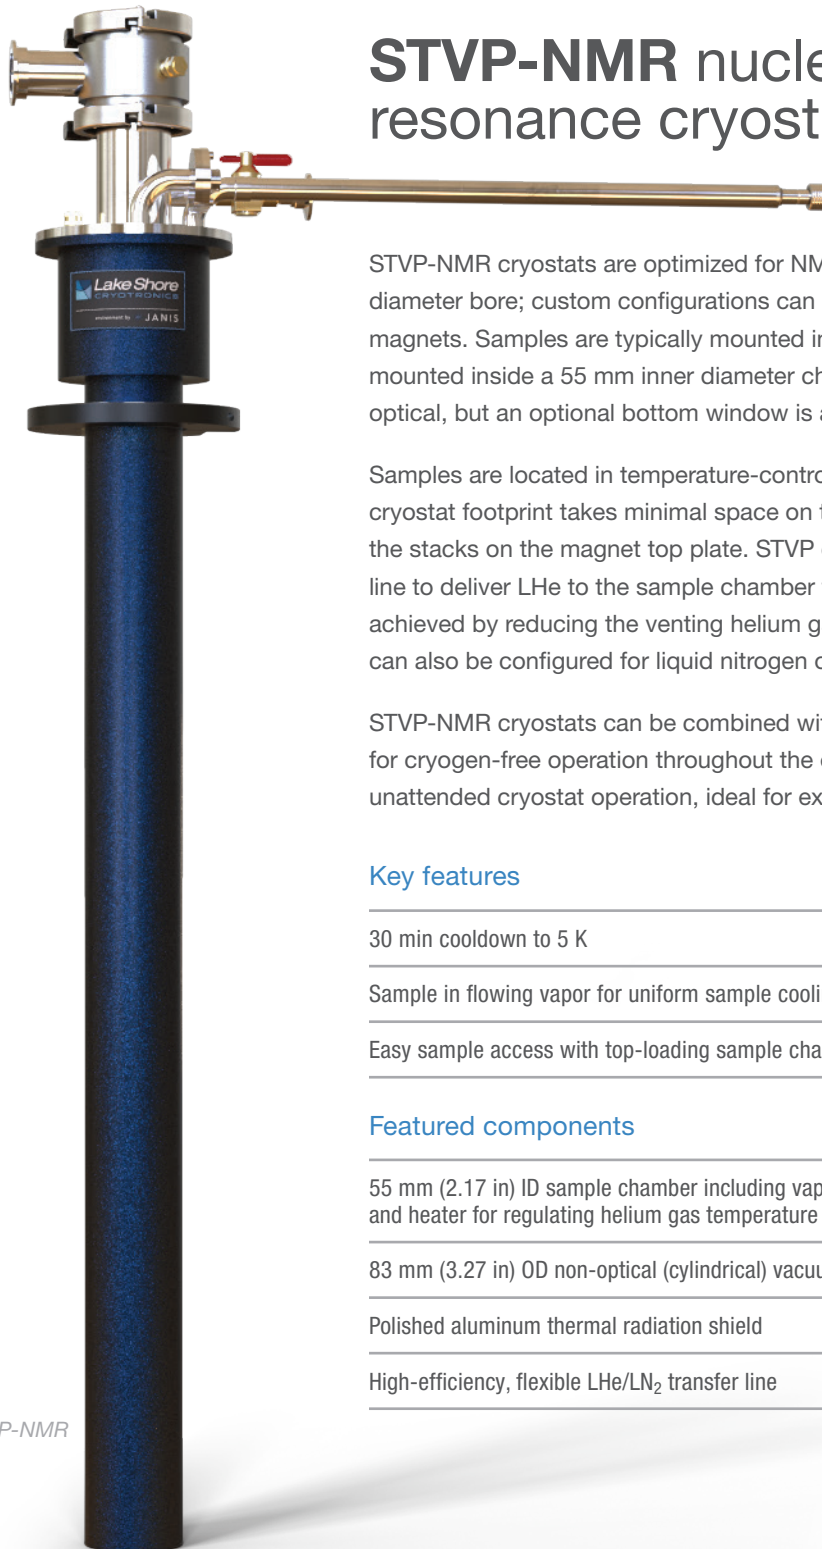 STVP-NMR nucle
resonance cryost
Lake Shore
CRYOTRONICS
environment by JANIS
STVP-NMR cryostats are optimized for NM
diameter bore; custom configurations can
magnets. Samples are typically mounted in
mounted inside a 55 mm inner diameter ch
optical, but an optional bottom window is a
Samples are located in temperature-contro
cryostat footprint takes minimal space on t
the stacks on the magnet top plate. STVP
line to deliver LHe to the sample chamber
achieved by reducing the venting helium g
can also be configured for liquid nitrogen o
STVP-NMR cryostats can be combined wit
for cryogen-free operation throughout the
unattended cryostat operation, ideal for ex
Key features
30 min cooldown to 5 K
Sample in flowing vapor for uniform sample cooli
Easy sample access with top-loading sample cha
Featured components
55 mm (2.17 in) ID sample chamber including vap
and heater for regulating helium gas temperature
83 mm (3.27 in) OD non-optical (cylindrical) vacuu
Polished aluminum thermal radiation shield
High-efficiency, flexible LHe/LN₂ transfer line
P-NMR